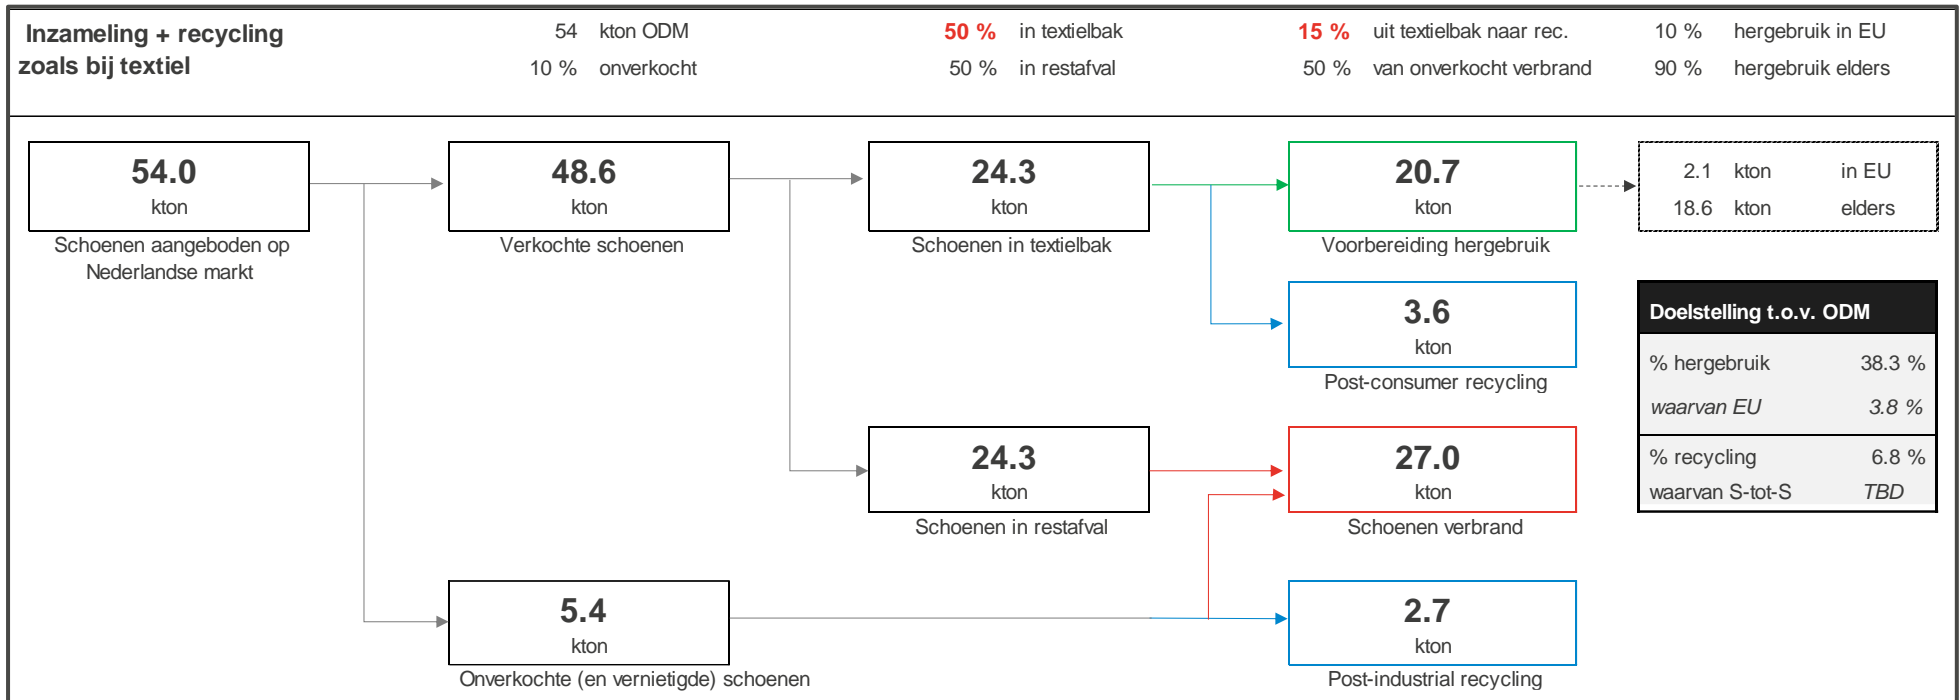 Inzameling + recycling
zoals bij textiel
54 kton ODM
10 % onverkocht
50 % in textielbak
50 % in restafval
15 % uit textielbak naar rec.
50 % van onverkocht verbrand
10 % hergebruik in EU
90 % hergebruik elders
54.0
kton
Schoenen aangeboden op
Nederlandse markt
48.6
kton
Verkochte schoenen
24.3
kton
Schoenen in textielbak
20.7
kton
Voorbereiding hergebruik
2.1 kton in EU
18.6 kton elders
3.6
kton
Post-consumer recycling
Doelstelling t.o.v. ODM
% hergebruik 38.3 %
waarvan EU 3.8 %
% recycling 6.8 %
waarvan S-tot-S TBD
24.3
kton
Schoenen in restafval
27.0
kton
Schoenen verbrand
5.4
kton
Onverkochte (en vernietigde) schoenen
2.7
kton
Post-industrial recycling